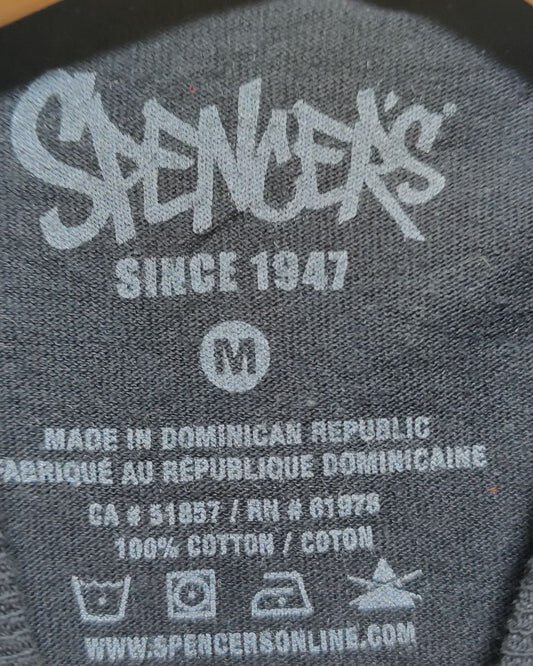 SPENCER'S
SINCE 1947
M
MADE IN DOMINICAN REPUBLIC
FABRIQUÉ AU RÉPUBLIQUE DOMINICAINE
CA # 51857 / RN # 61978
100% COTTON / COTON
WWW.SPENCERSONLINE.COM